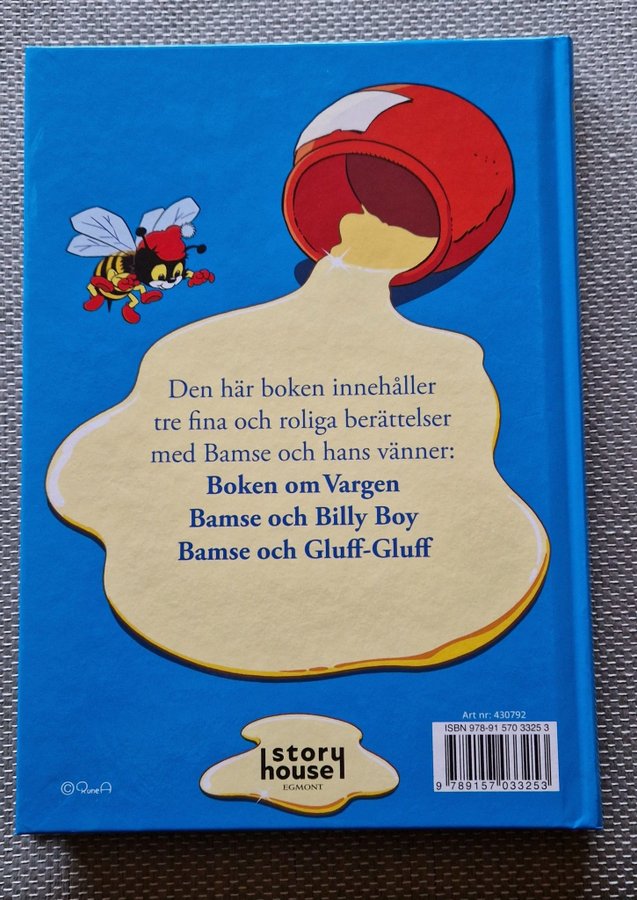 Den här boken innehåller
tre fina och roliga berättelser
med Bamse och hans vänner:
Boken om Vargen
Bamse och Billy Boy
Bamse och Gluff-Gluff
Art nr: 430792
ISBN 978-91 570 3325 3
9 789157 033253
story
house
EGMONT
© Rune A